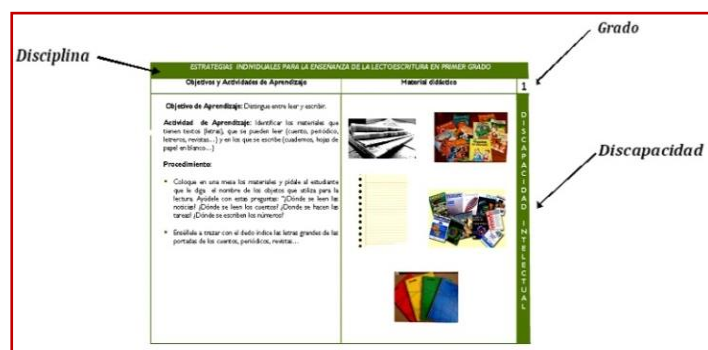 Grado
Disciplina
ESTRATEGIAS INDIVIDUALES PARA LA ENSEÑANZA DE LA LECTOESCRITURA EN PRIMER GRADO
Objetivos y Actividades de Aprendizaje
Material didáctico
1
Objetivo de Aprendizaje: Distingue entre leer y escribir.
Actividad de Aprendizaje: Identificar los materiales que
tienen textos (letras), que se pueden leer (cuento, periódico,
letreros, revistas...) y en los que se escribe (cuadernos, hojas de
papel en blanco...)
Procedimiento:
• Coloque en una mesa los materiales y pídale al estudiante
que le diga el nombre de los objetos que utiliza para la
lectura. Ayúdele con estas preguntas: "¿Dónde se leen las
noticias? ¿Donde se leen los cuentos? ¿Donde se hacen las
tareas? ¿Dónde se escriben los números?
• Enséñele a trazar con el dedo índice las letras grandes de las
portadas de los cuentos, periódicos, revistas...
DISCAPACIDAD INTELECTUAL
Discapacidad